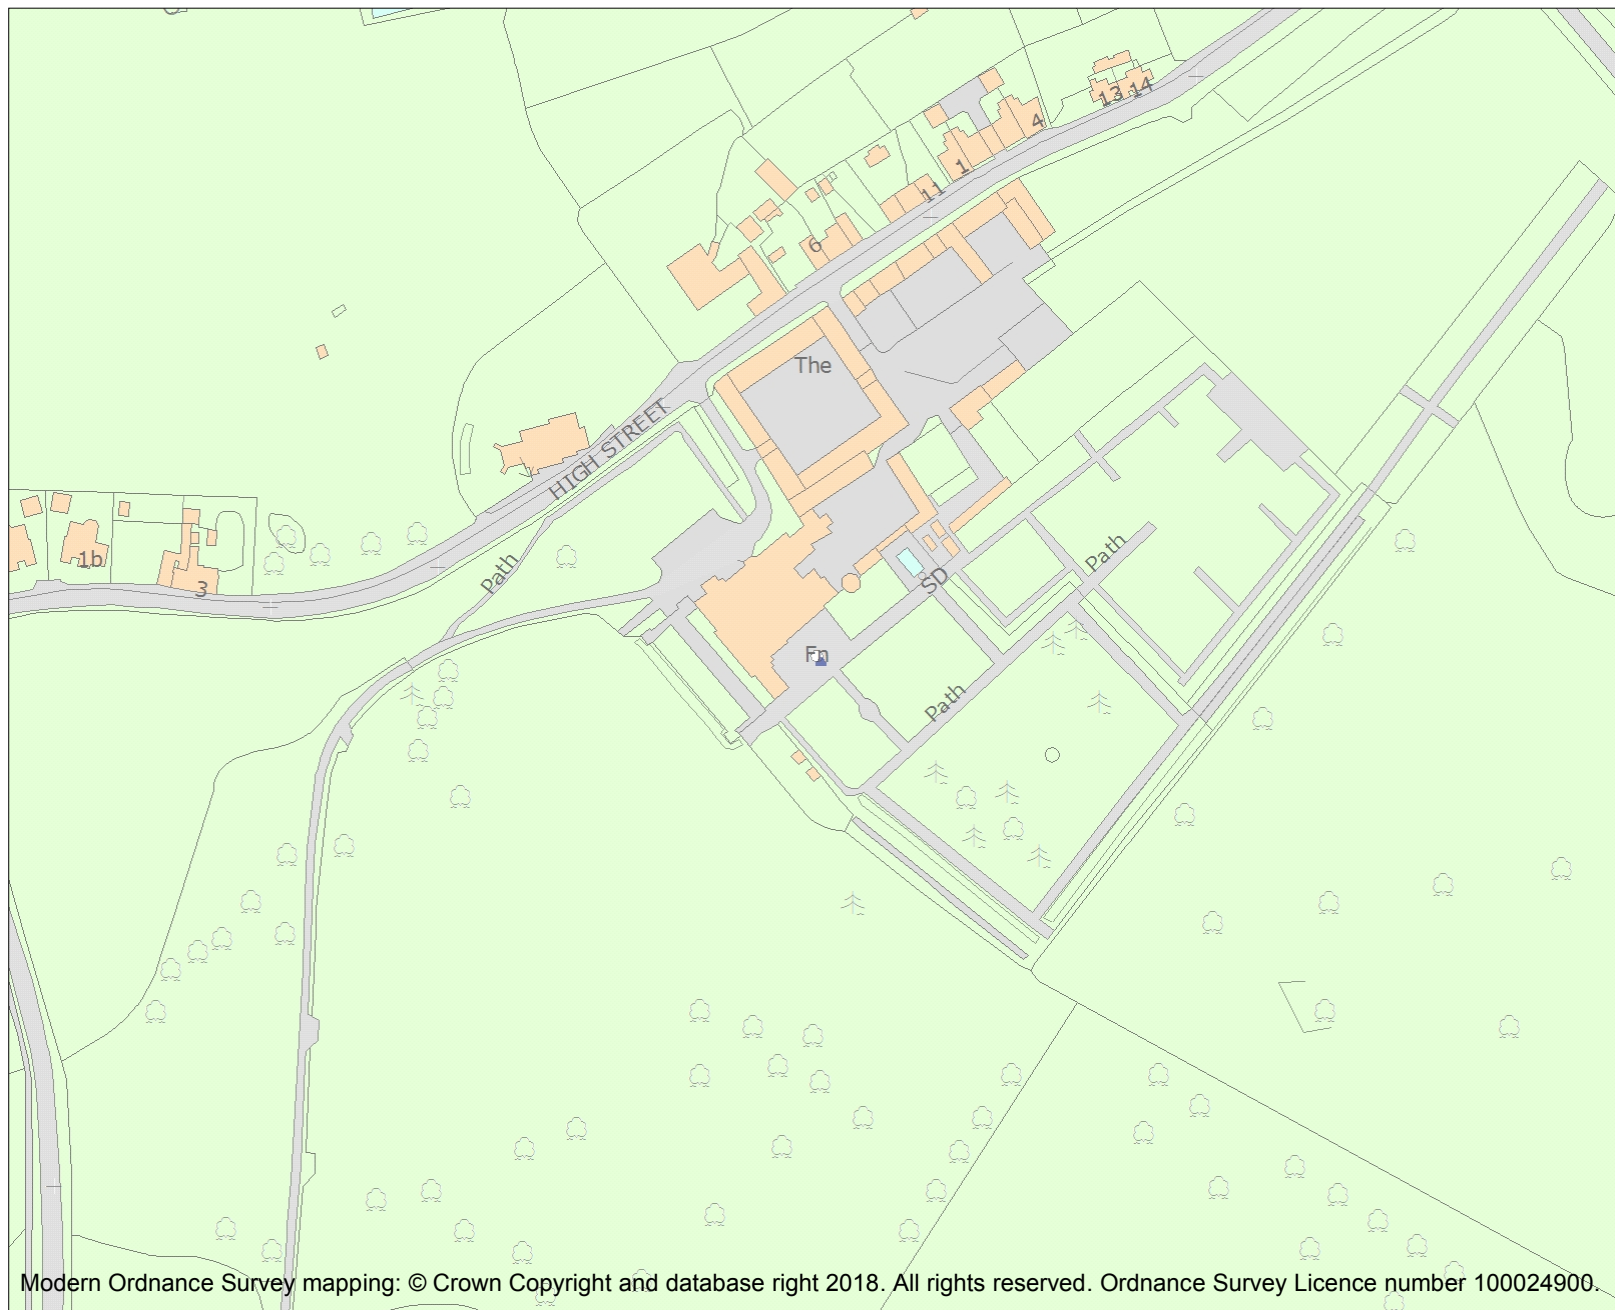 13 14
4
1
11
6
The
HIGH STREET
1b
3
Path
Path
SD
Fn
Path
Modern Ordnance Survey mapping: © Crown Copyright and database right 2018. All rights reserved. Ordnance Survey Licence number 100024900.